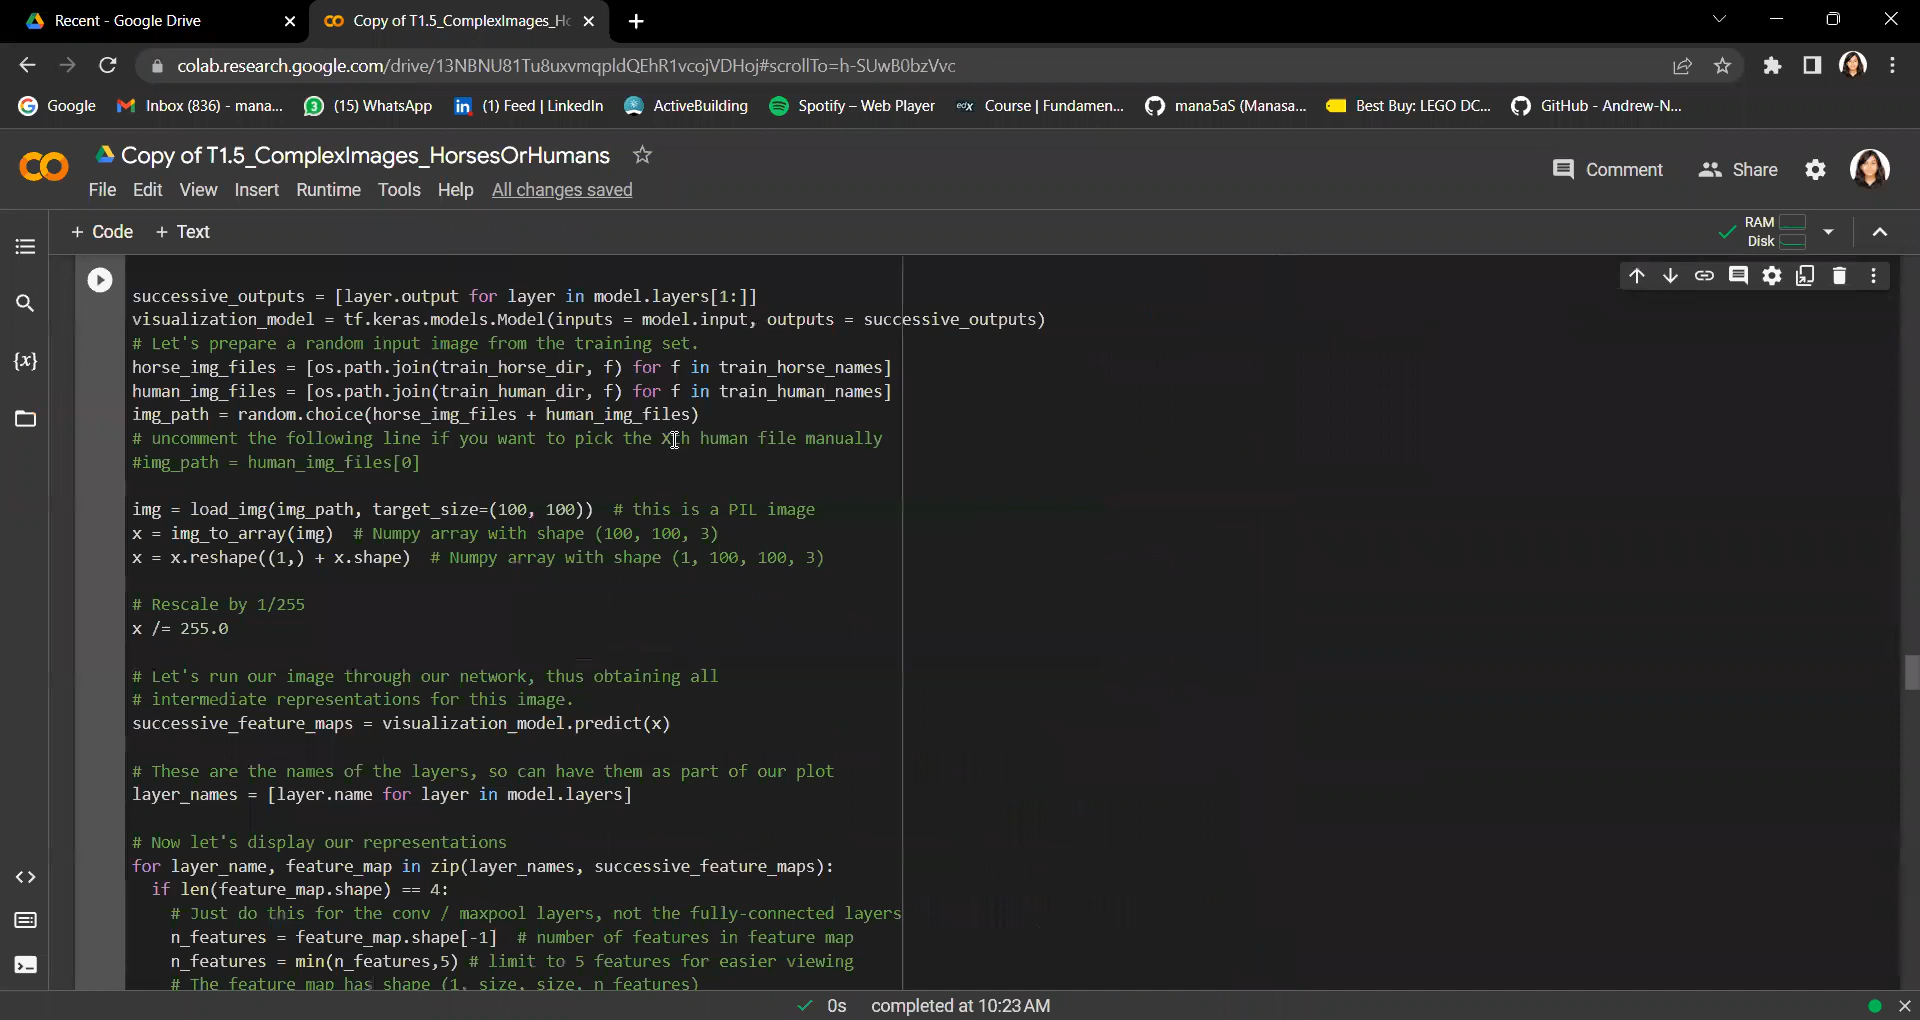 Recent - Google Drive
Copy of T1.5_ComplexImages_Ho
colab.research.google.com/drive/13NBNU81Tu8uxvmqpldQEhR1vcojVDHoj#scrollTo=h-SUwB0bzVvc
Google
Inbox (836) - mana...
(15) WhatsApp
(1) Feed | LinkedIn
ActiveBuilding
Spotify – Web Player
edX Course | Fundamen...
mana5aS (Manasa...
Best Buy: LEGO DC...
GitHub - Andrew-N...
Copy of T1.5_ComplexImages_HorsesOrHumans
Comment
Share
File Edit View Insert Runtime Tools Help All changes saved
+ Code + Text
RAM
Disk
successive_outputs = [layer.output for layer in model.layers[1:]]
visualization_model = tf.keras.models.Model(inputs = model.input, outputs = successive_outputs)
# Let's prepare a random input image from the training set.
horse_img_files = [os.path.join(train_horse_dir, f) for f in train_horse_names]
human_img_files = [os.path.join(train_human_dir, f) for f in train_human_names]
img_path = random.choice(horse_img_files + human_img_files)
# uncomment the following line if you want to pick the Xth human file manually
#img_path = human_img_files[0]
img = load_img(img_path, target_size=(100, 100))  # this is a PIL image
x = img_to_array(img)  # Numpy array with shape (100, 100, 3)
x = x.reshape((1,) + x.shape)  # Numpy array with shape (1, 100, 100, 3)
# Rescale by 1/255
x /= 255.0
# Let's run our image through our network, thus obtaining all
# intermediate representations for this image.
successive_feature_maps = visualization_model.predict(x)
# These are the names of the layers, so can have them as part of our plot
layer_names = [layer.name for layer in model.layers]
# Now let's display our representations
for layer_name, feature_map in zip(layer_names, successive_feature_maps):
  if len(feature_map.shape) == 4:
    # Just do this for the conv / maxpool layers, not the fully-connected layers
    n_features = feature_map.shape[-1]  # number of features in feature map
    n_features = min(n_features,5) # limit to 5 features for easier viewing
    # The feature map has shape (1, size, size, n_features)
{x}
0s completed at 10:23 AM